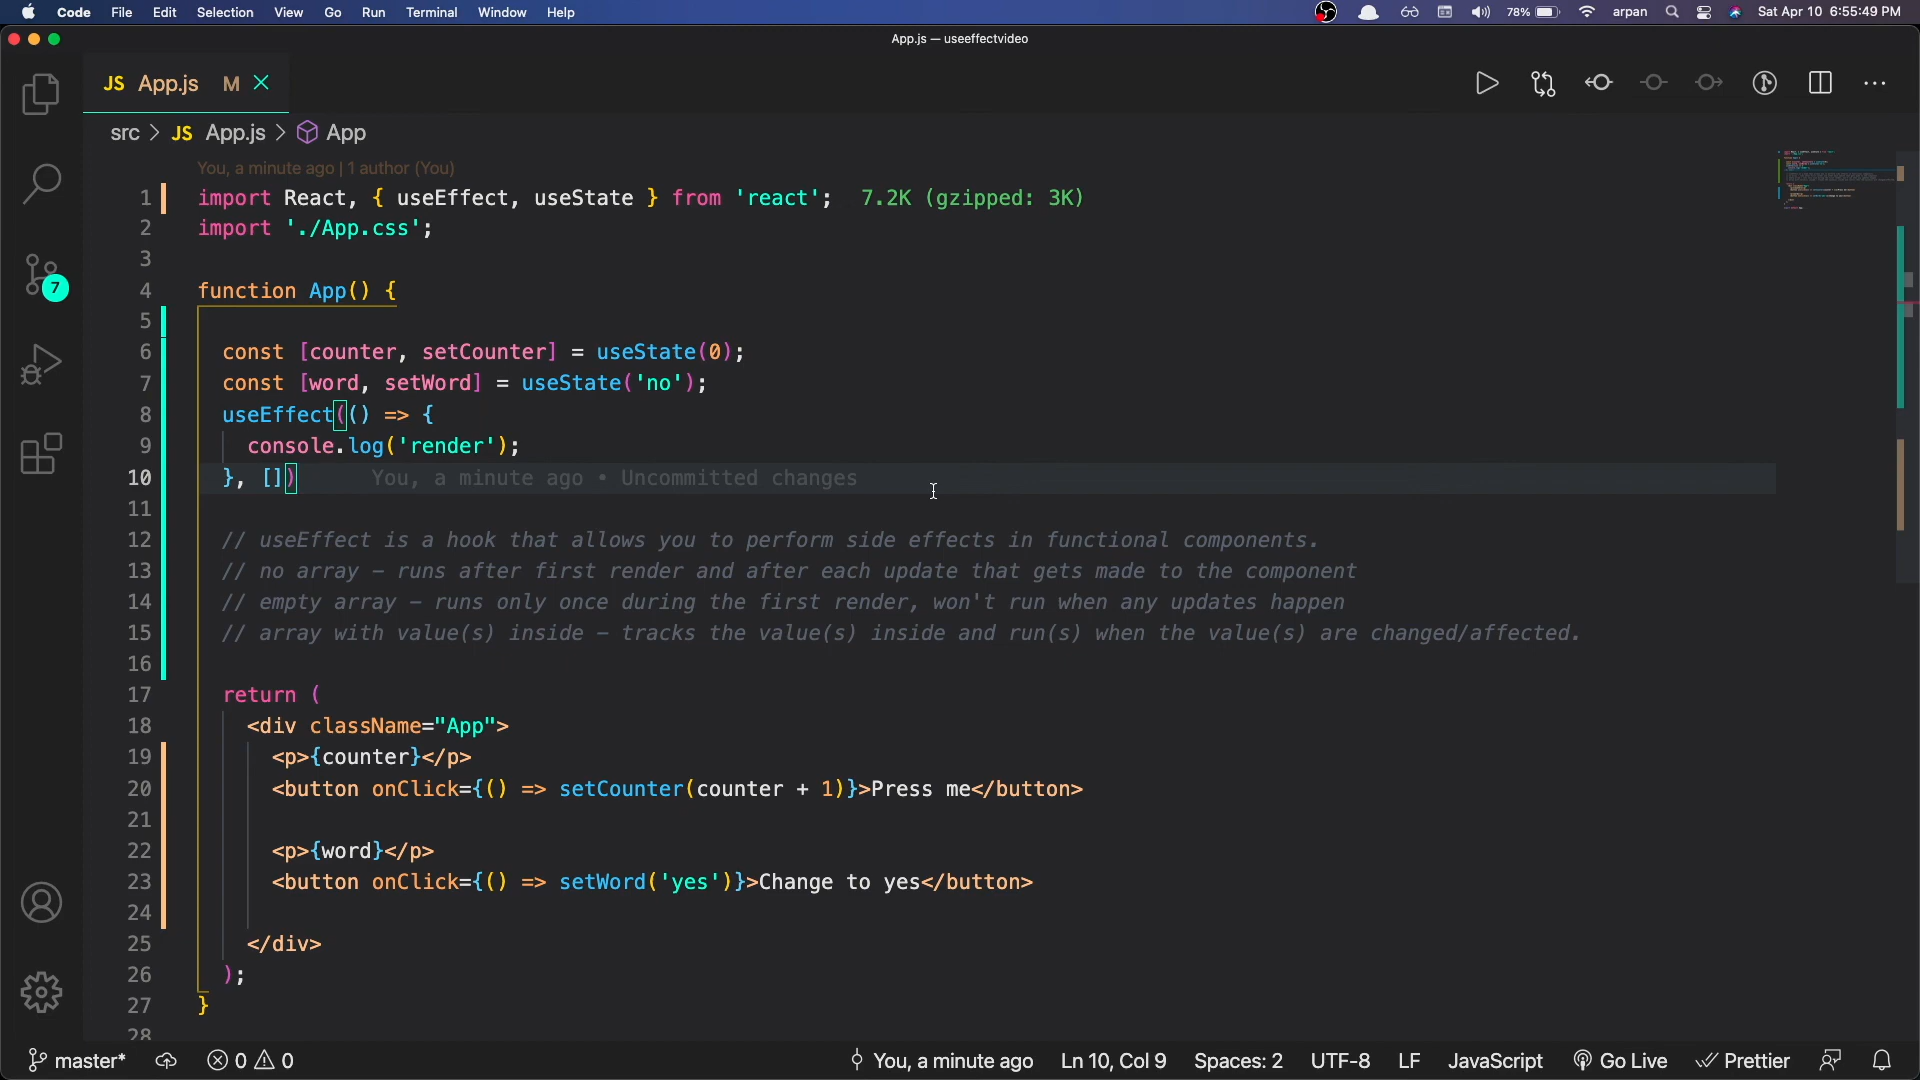 Code File Edit Selection View Go Run Terminal Window Help 78% arpan Sat Apr 10 6:55:49 PM
App.js — useeffectvideo
JS App.js M
src > JS App.js > App
You, a minute ago | 1 author (You)
1 import React, { useEffect, useState } from 'react'; 7.2K (gzipped: 3K)
2 import './App.css';
3
4 function App() {
5
6 const [counter, setCounter] = useState(0);
7 const [word, setWord] = useState('no');
8 useEffect(() => {
9 console.log('render');
10 }, []) You, a minute ago • Uncommitted changes
11
12 // useEffect is a hook that allows you to perform side effects in functional components.
13 // no array – runs after first render and after each update that gets made to the component
14 // empty array – runs only once during the first render, won't run when any updates happen
15 // array with value(s) inside – tracks the value(s) inside and run(s) when the value(s) are changed/affected.
16
17 return (
18 <div className="App">
19 <p>{counter}</p>
20 <button onClick={() => setCounter(counter + 1)}>Press me</button>
21
22 <p>{word}</p>
23 <button onClick={() => setWord('yes')}>Change to yes</button>
24
25 </div>
26 );
27 }
28
7
master* 0 0 You, a minute ago Ln 10, Col 9 Spaces: 2 UTF-8 LF JavaScript Go Live Prettier